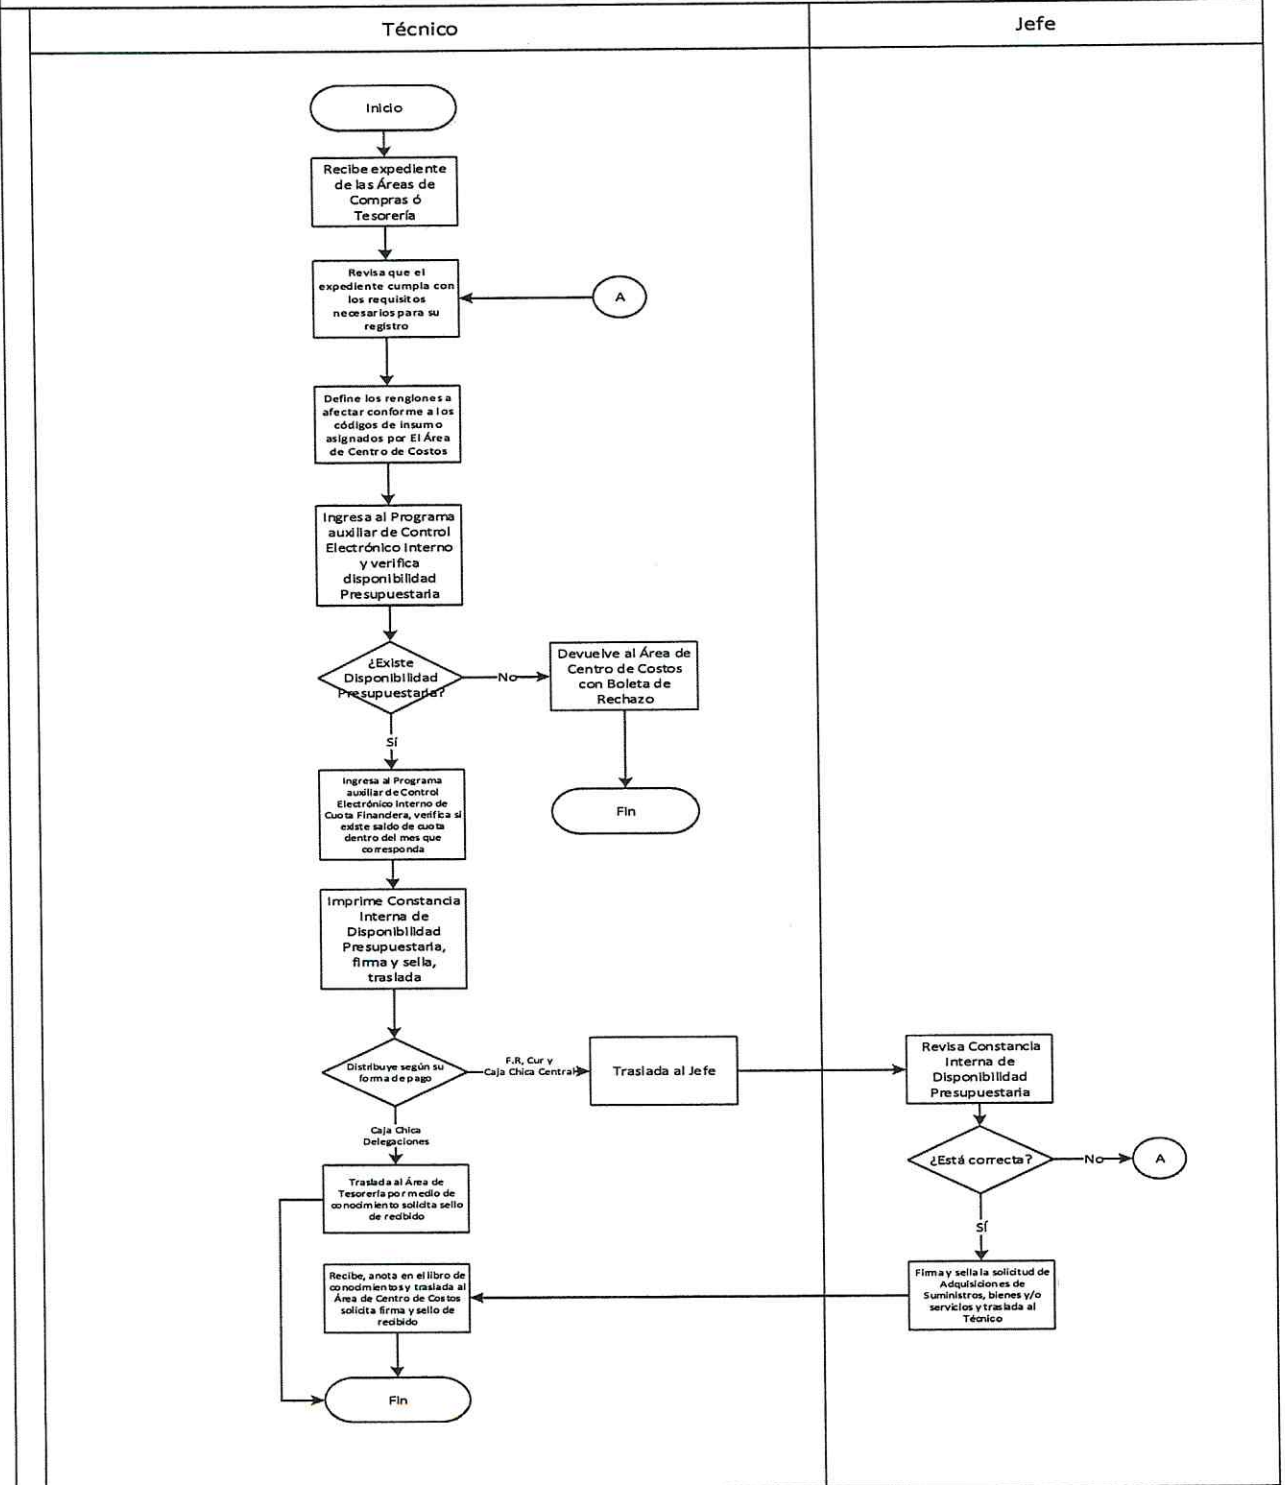 Técnico
Jefe
Inicio
Recibe expediente
de las Áreas de
Compras ó
Tesorería
Revisa que el
expediente cumpla con
los requisitos
necesarios para su
registro
A
Define los renglones a
afectar conforme a los
códigos de insumo
asignados por El Área
de Centro de Costos
Ingresa al Programa
auxiliar de Control
Electrónico Interno
y verifica
disponibilidad
Presupuestaria
¿Existe
Disponibilidad
Presupuestaria?
No
Devuelve al Área de
Centro de Costos
con Boleta de
Rechazo
Sí
Fin
Ingresa al Programa
auxiliar de Control
Electrónico Interno de
Cuota Financiera, verifica si
existe saldo de cuota
dentro del mes que
corresponda
Imprime Constancia
Interna de
Disponibilidad
Presupuestaria,
firma y sella,
traslada
Distribuye según su
forma de pago
F.R, Cur y
Caja Chica Central
Traslada al Jefe
Revisa Constancia
Interna de
Disponibilidad
Presupuestaria
Caja Chica
Delegaciones
¿Está correcta?
No
A
Traslada al Área de
Tesorería por medio de
conocimiento solicita sello
de recibido
Sí
Firma y sella la solicitud de
Adquisiciones de
Suministros, bienes y/o
servicios y traslada al
Técnico
Recibe, anota en el libro de
conocimientos y traslada al
Área de Centro de Costos
solicita firma y sello de
recibido
Fin